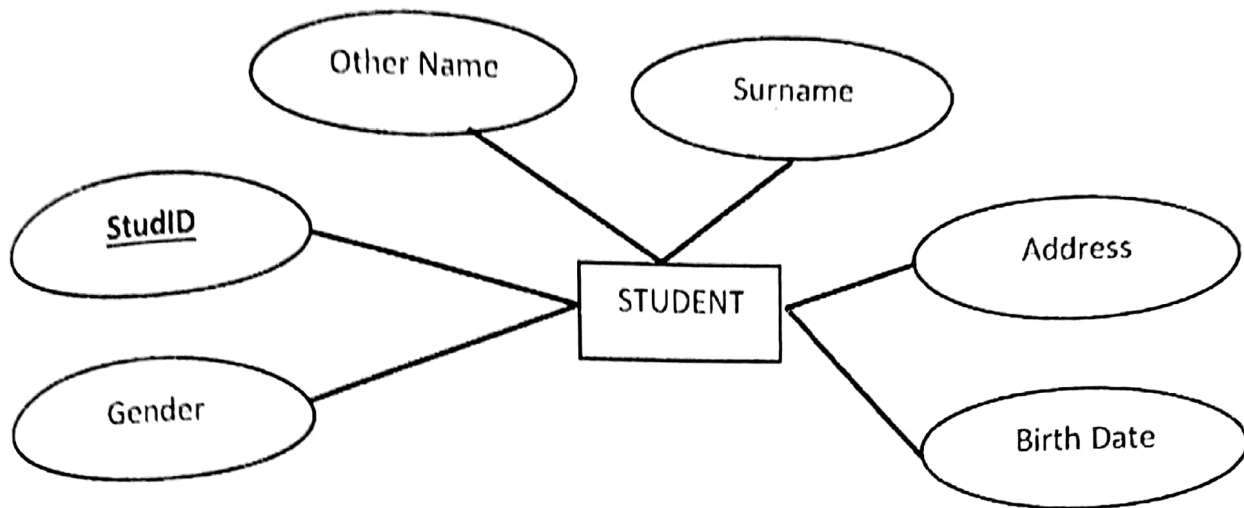 Other Name
Surname
StudID
Address
STUDENT
Gender
Birth Date